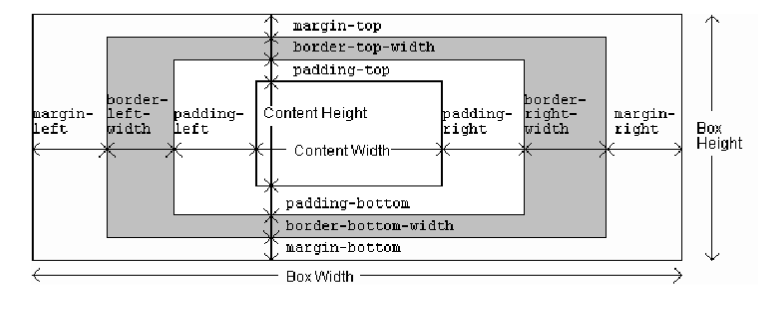 margin-top
border-top-width
padding-top
margin-
left
border-
left-
width
padding-
left
Content Height
Content Width
padding-
right
border-
right-
width
margin-
right
Box
Height
padding-bottom
border-bottom-width
margin-bottom
Box Width